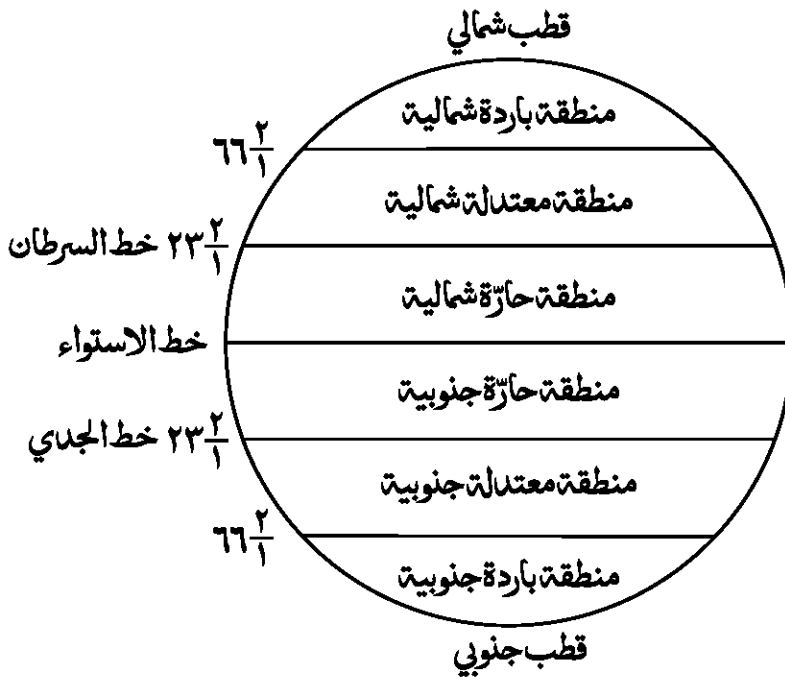 قطب شمالي
منطقة باردة شمالية
٦٦ ٢/١
منطقة معتدلة شمالية
٢٣ ٢/١ خط السرطان
منطقة حارّة شمالية
خط الاستواء
منطقة حارّة جنوبية
٢٣ ٢/١ خط الجدي
منطقة معتدلة جنوبية
٦٦ ٢/١
منطقة باردة جنوبية
قطب جنوبي